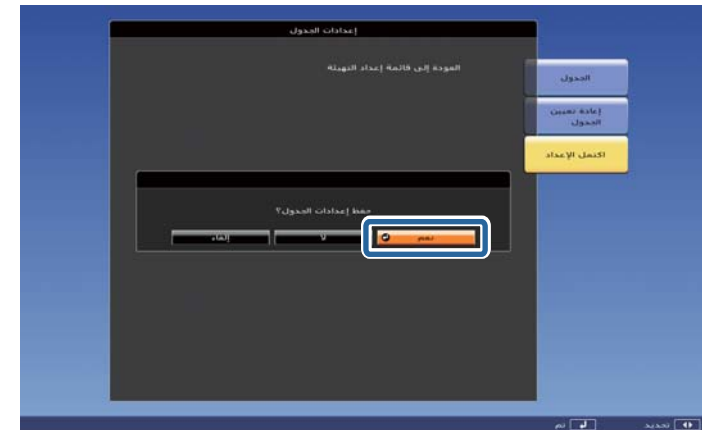 إعدادات الجدول
العودة إلى قائمة إعداد التهيئة
الجدول
إعادة تعيين
الجدول
اكتمل الإعداد
حفظ إعدادات الجدول؟
نعم
لا
إلغاء
تحديد
تم